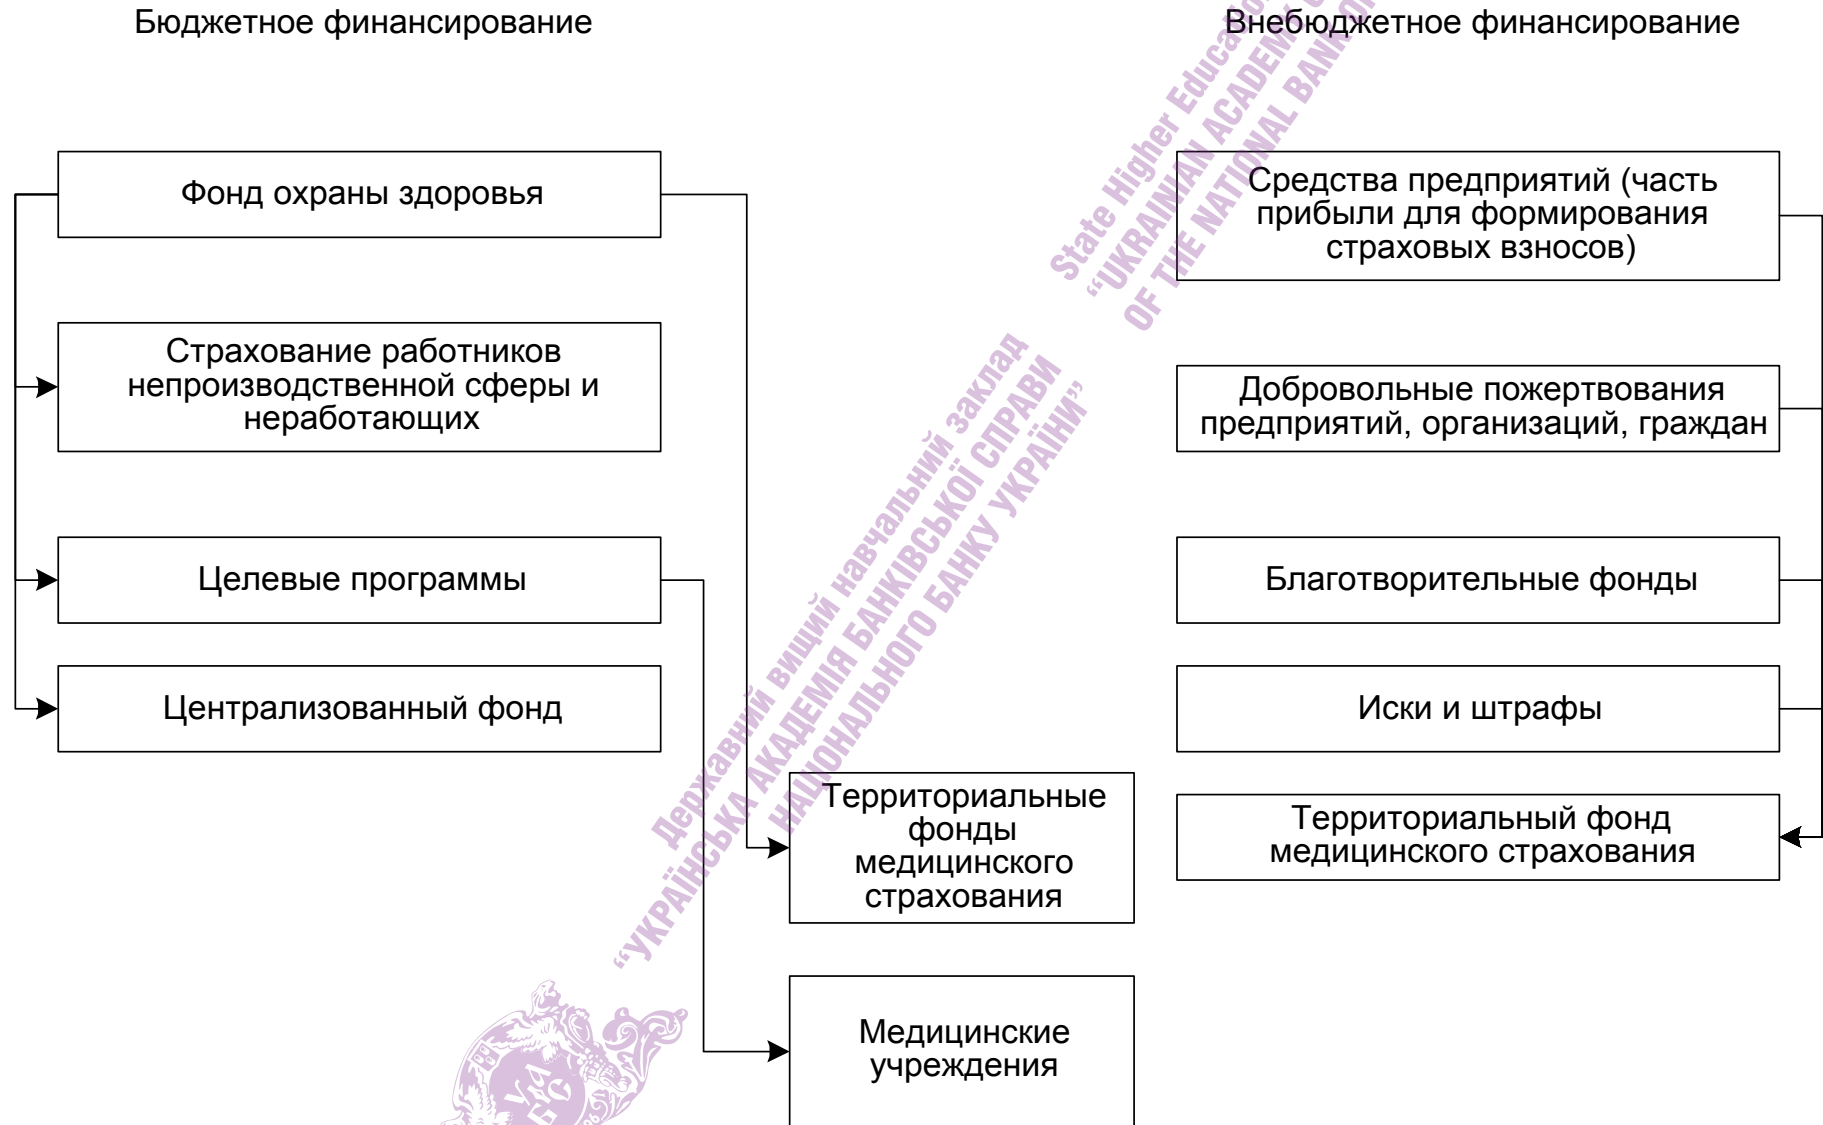 Бюджетное финансирование
Внебюджетное финансирование
Фонд охраны здоровья
Страхование работников
непроизводственной сферы и
неработающих
Целевые программы
Централизованный фонд
Территориальные
фонды
медицинского
страхования
Медицинские
учреждения
Средства предприятий (часть
прибыли для формирования
страховых взносов)
Добровольные пожертвования
предприятий, организаций, граждан
Благотворительные фонды
Иски и штрафы
Территориальный фонд
медицинского страхования
Державний вищий навчальний заклад
“УКРАЇНСЬКА АКАДЕМІЯ БАНКІВСЬКОЇ СПРАВИ
НАЦІОНАЛЬНОГО БАНКУ УКРАЇНИ”
State Higher Educational
“UKRAINIAN ACADEMY
OF THE NATIONAL BANK